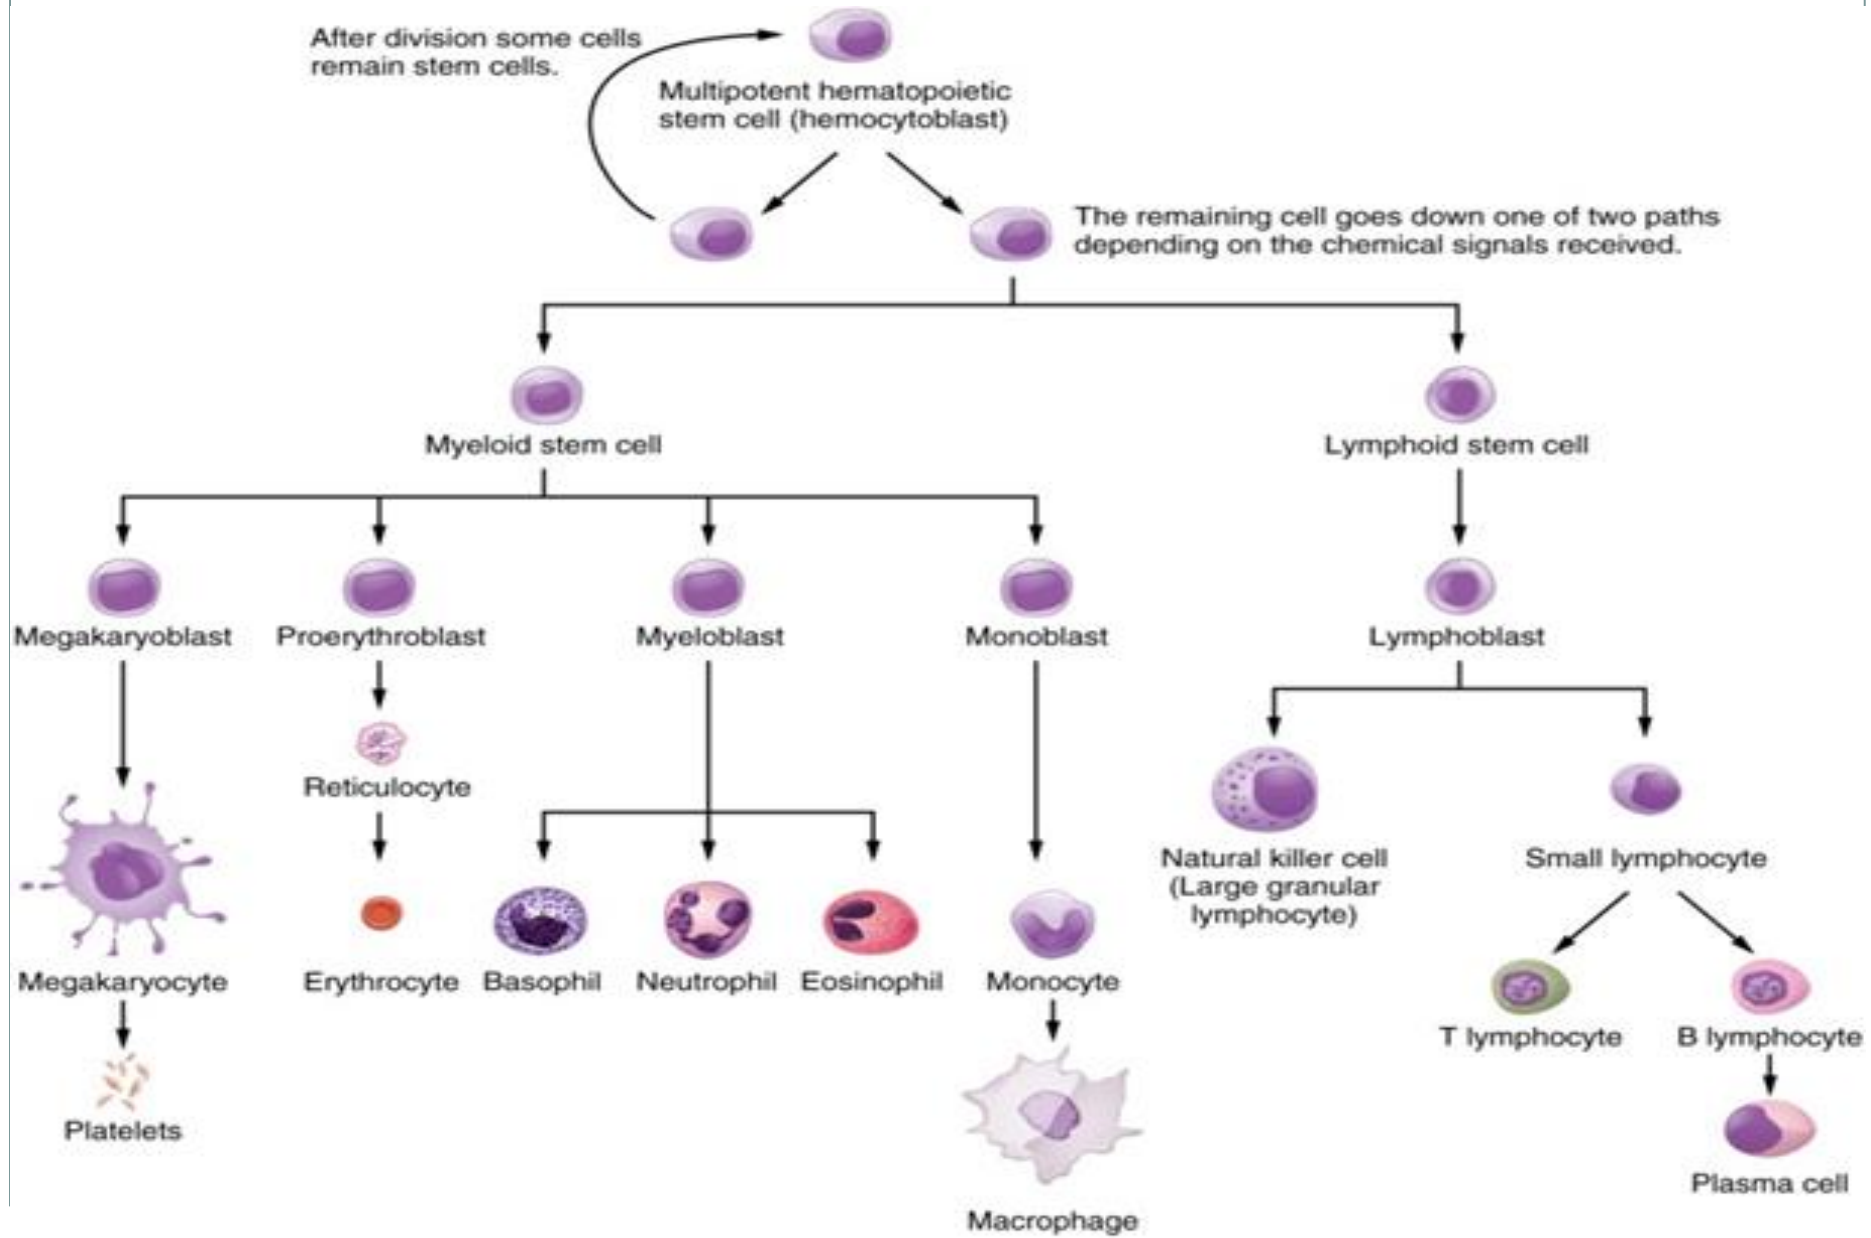 After division some cells
remain stem cells.
Multipotent hematopoietic
stem cell (hemocytoblast)
The remaining cell goes down one of two paths
depending on the chemical signals received.
Myeloid stem cell
Lymphoid stem cell
Megakaryoblast
Proerythroblast
Myeloblast
Monoblast
Lymphoblast
Reticulocyte
Natural killer cell
(Large granular
lymphocyte)
Small lymphocyte
Megakaryocyte
Erythrocyte
Basophil
Neutrophil
Eosinophil
Monocyte
T lymphocyte
B lymphocyte
Platelets
Plasma cell
Macrophage